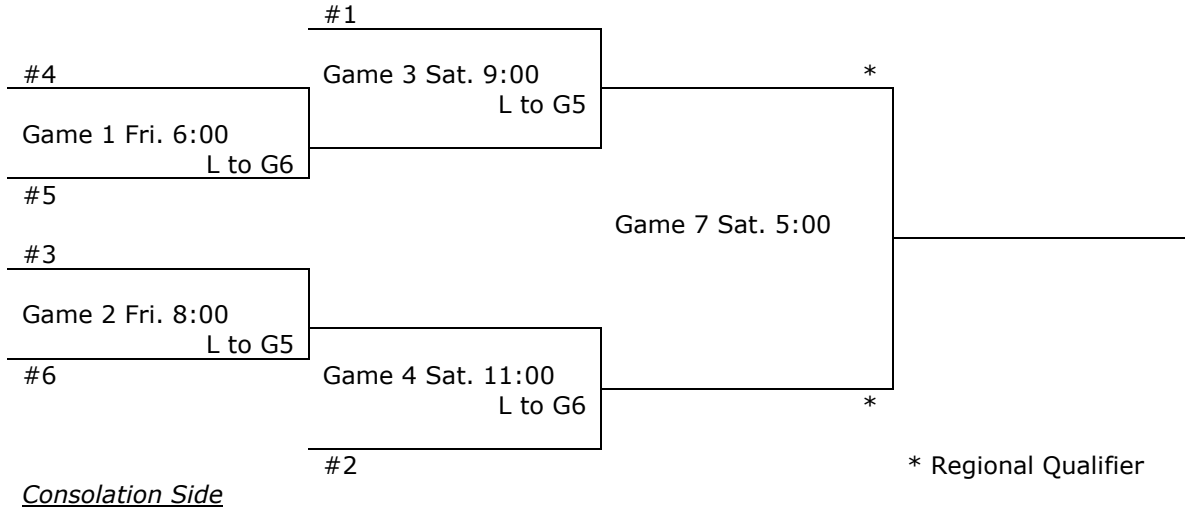 #1
#4
Game 3 Sat. 9:00
*
L to G5
Game 1 Fri. 6:00
L to G6
#5
Game 7 Sat. 5:00
#3
Game 2 Fri. 8:00
L to G5
#6
Game 4 Sat. 11:00
L to G6
*
#2
* Regional Qualifier
Consolation Side